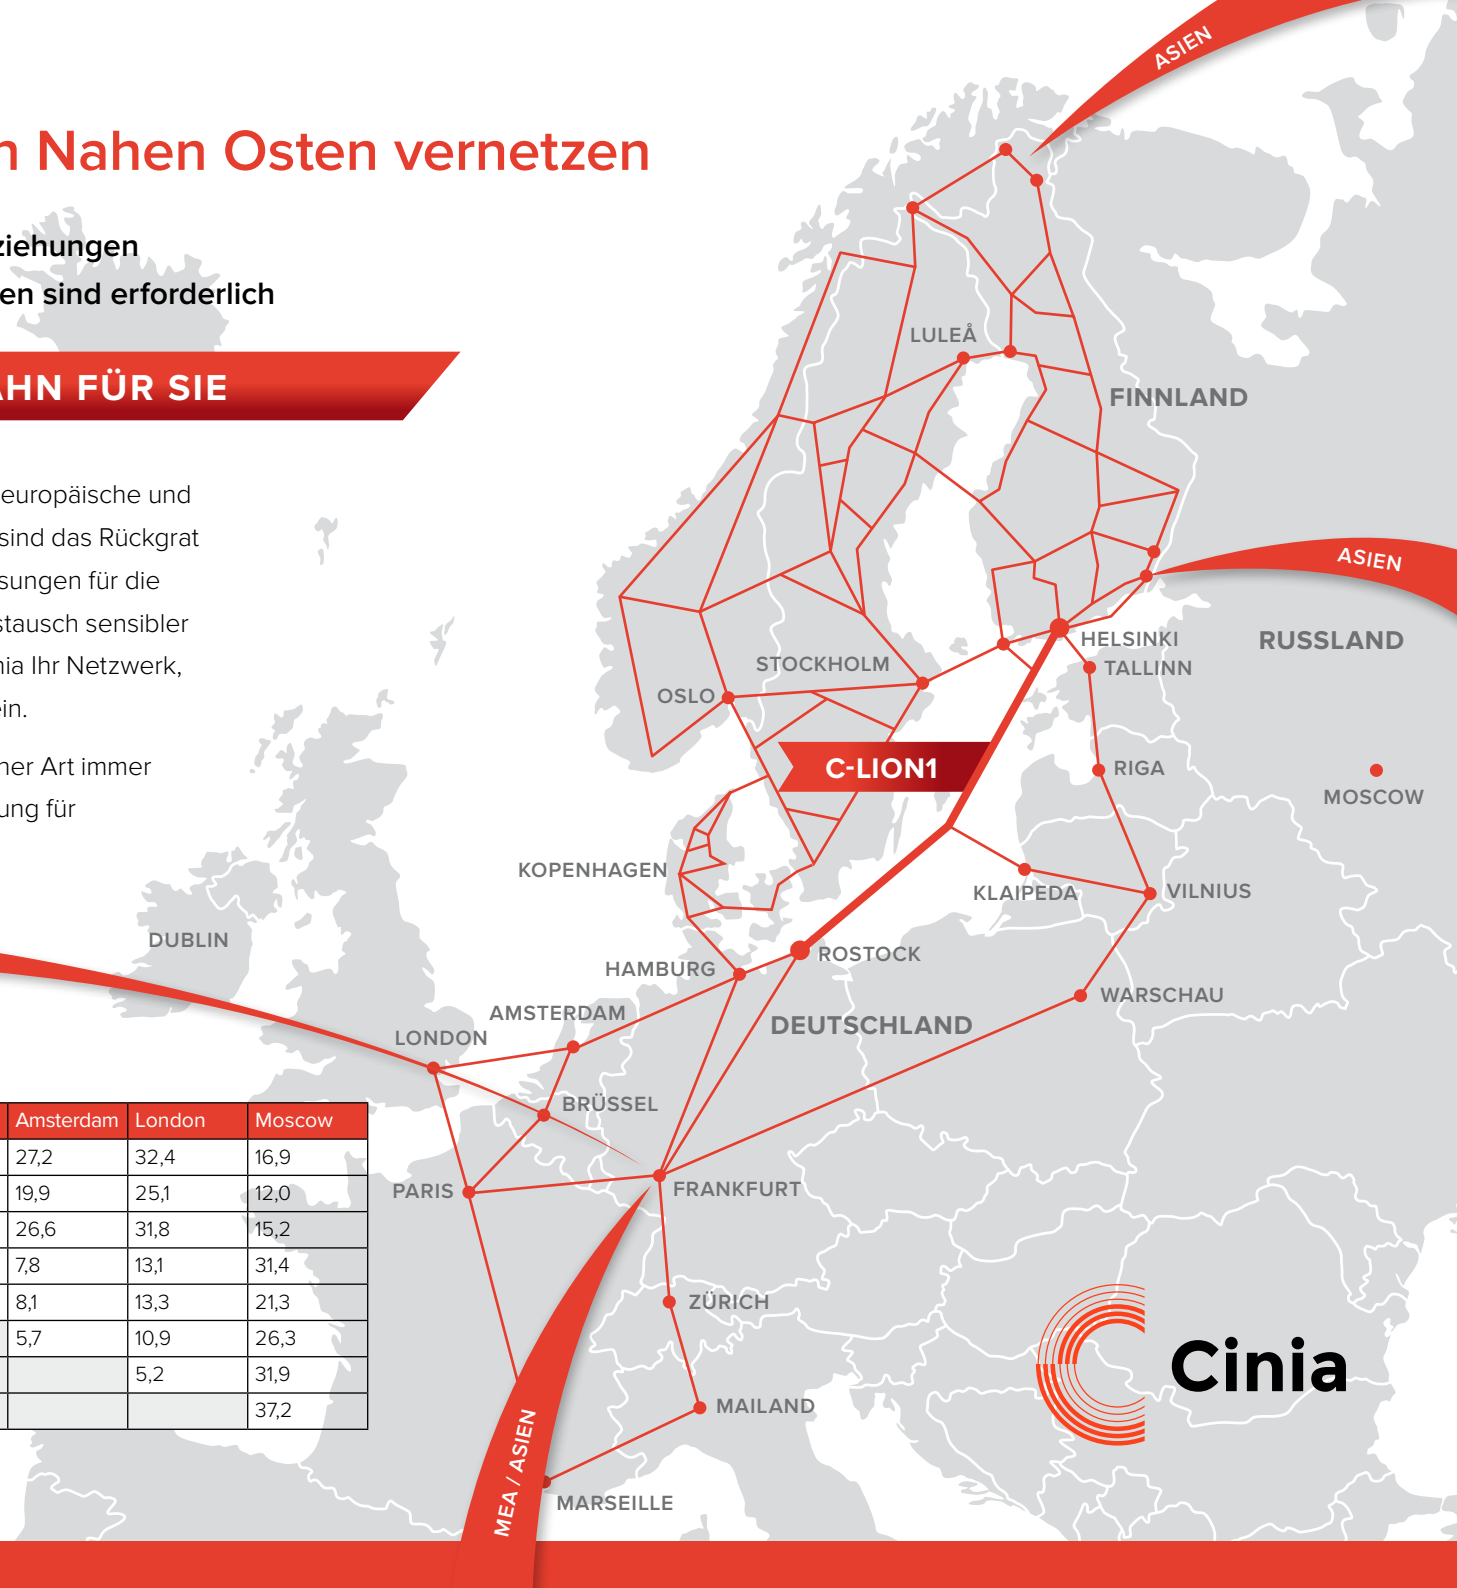 n Nahen Osten vernetzen
ziehungen
en sind erforderlich
AHN FÜR SIE
europäische und
sind das Rückgrat
sungen für die
stausch sensibler
nia Ihr Netzwerk,
ein.
ner Art immer
ung für
ASIEN
LULEÅ
FINNLAND
ASIEN
HELSINKI
RUSSLAND
STOCKHOLM
TALLINN
OSLO
C-LION1
RIGA
MOSCOW
KOPENHAGEN
KLAIPEDA
VILNIUS
DUBLIN
ROSTOCK
HAMBURG
WARSCHAU
AMSTERDAM
DEUTSCHLAND
LONDON
BRÜSSEL
PARIS
FRANKFURT
ZÜRICH
MAILAND
MEA / ASIEN
MARSEILLE
Amsterdam London Moscow
27,2 32,4 16,9
19,9 25,1 12,0
26,6 31,8 15,2
7,8 13,1 31,4
8,1 13,3 21,3
5,7 10,9 26,3
5,2 31,9
37,2
Cinia